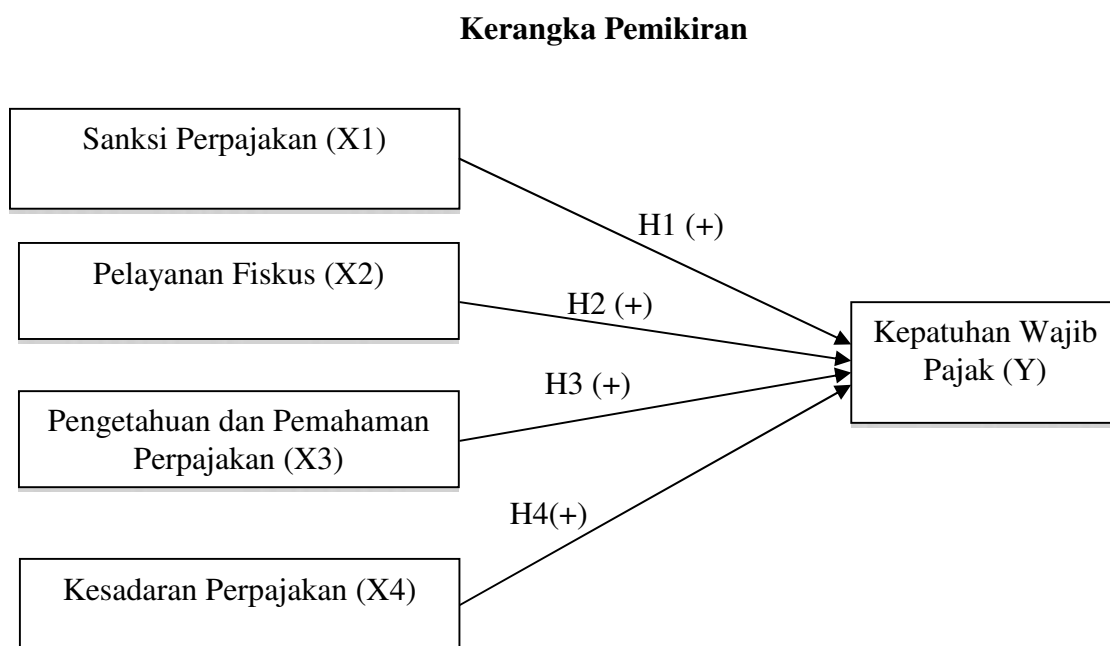 Kerangka Pemikiran
Sanksi Perpajakan (X1)
H1 (+)
Pelayanan Fiskus (X2)
H2 (+)
Kepatuhan Wajib
Pajak (Y)
H3 (+)
Pengetahuan dan Pemahaman
Perpajakan (X3)
H4(+)
Kesadaran Perpajakan (X4)